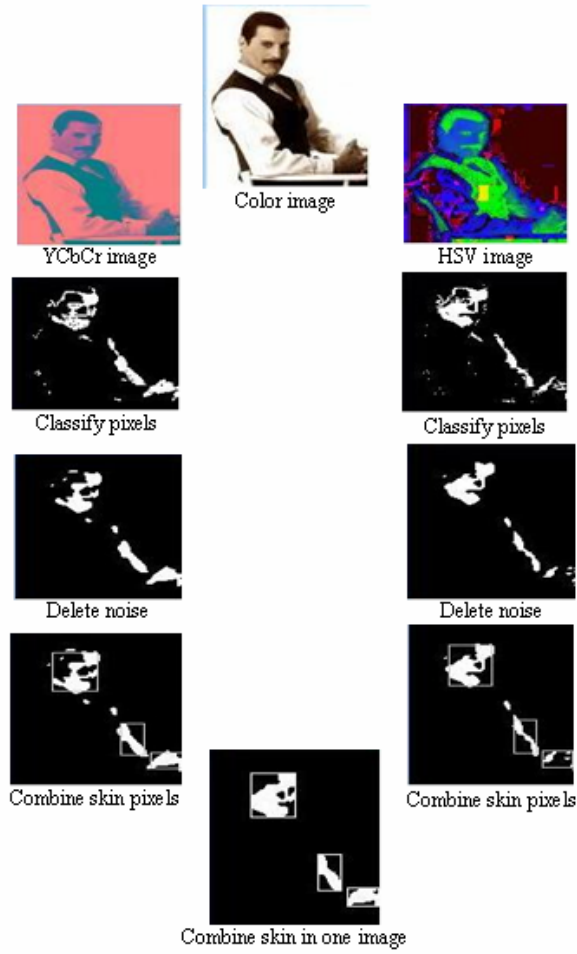 Color image
YCbCr image
HSV image
Classify pixels
Classify pixels
Delete noise
Delete noise
Combine skin pixels
Combine skin pixels
Combine skin in one image